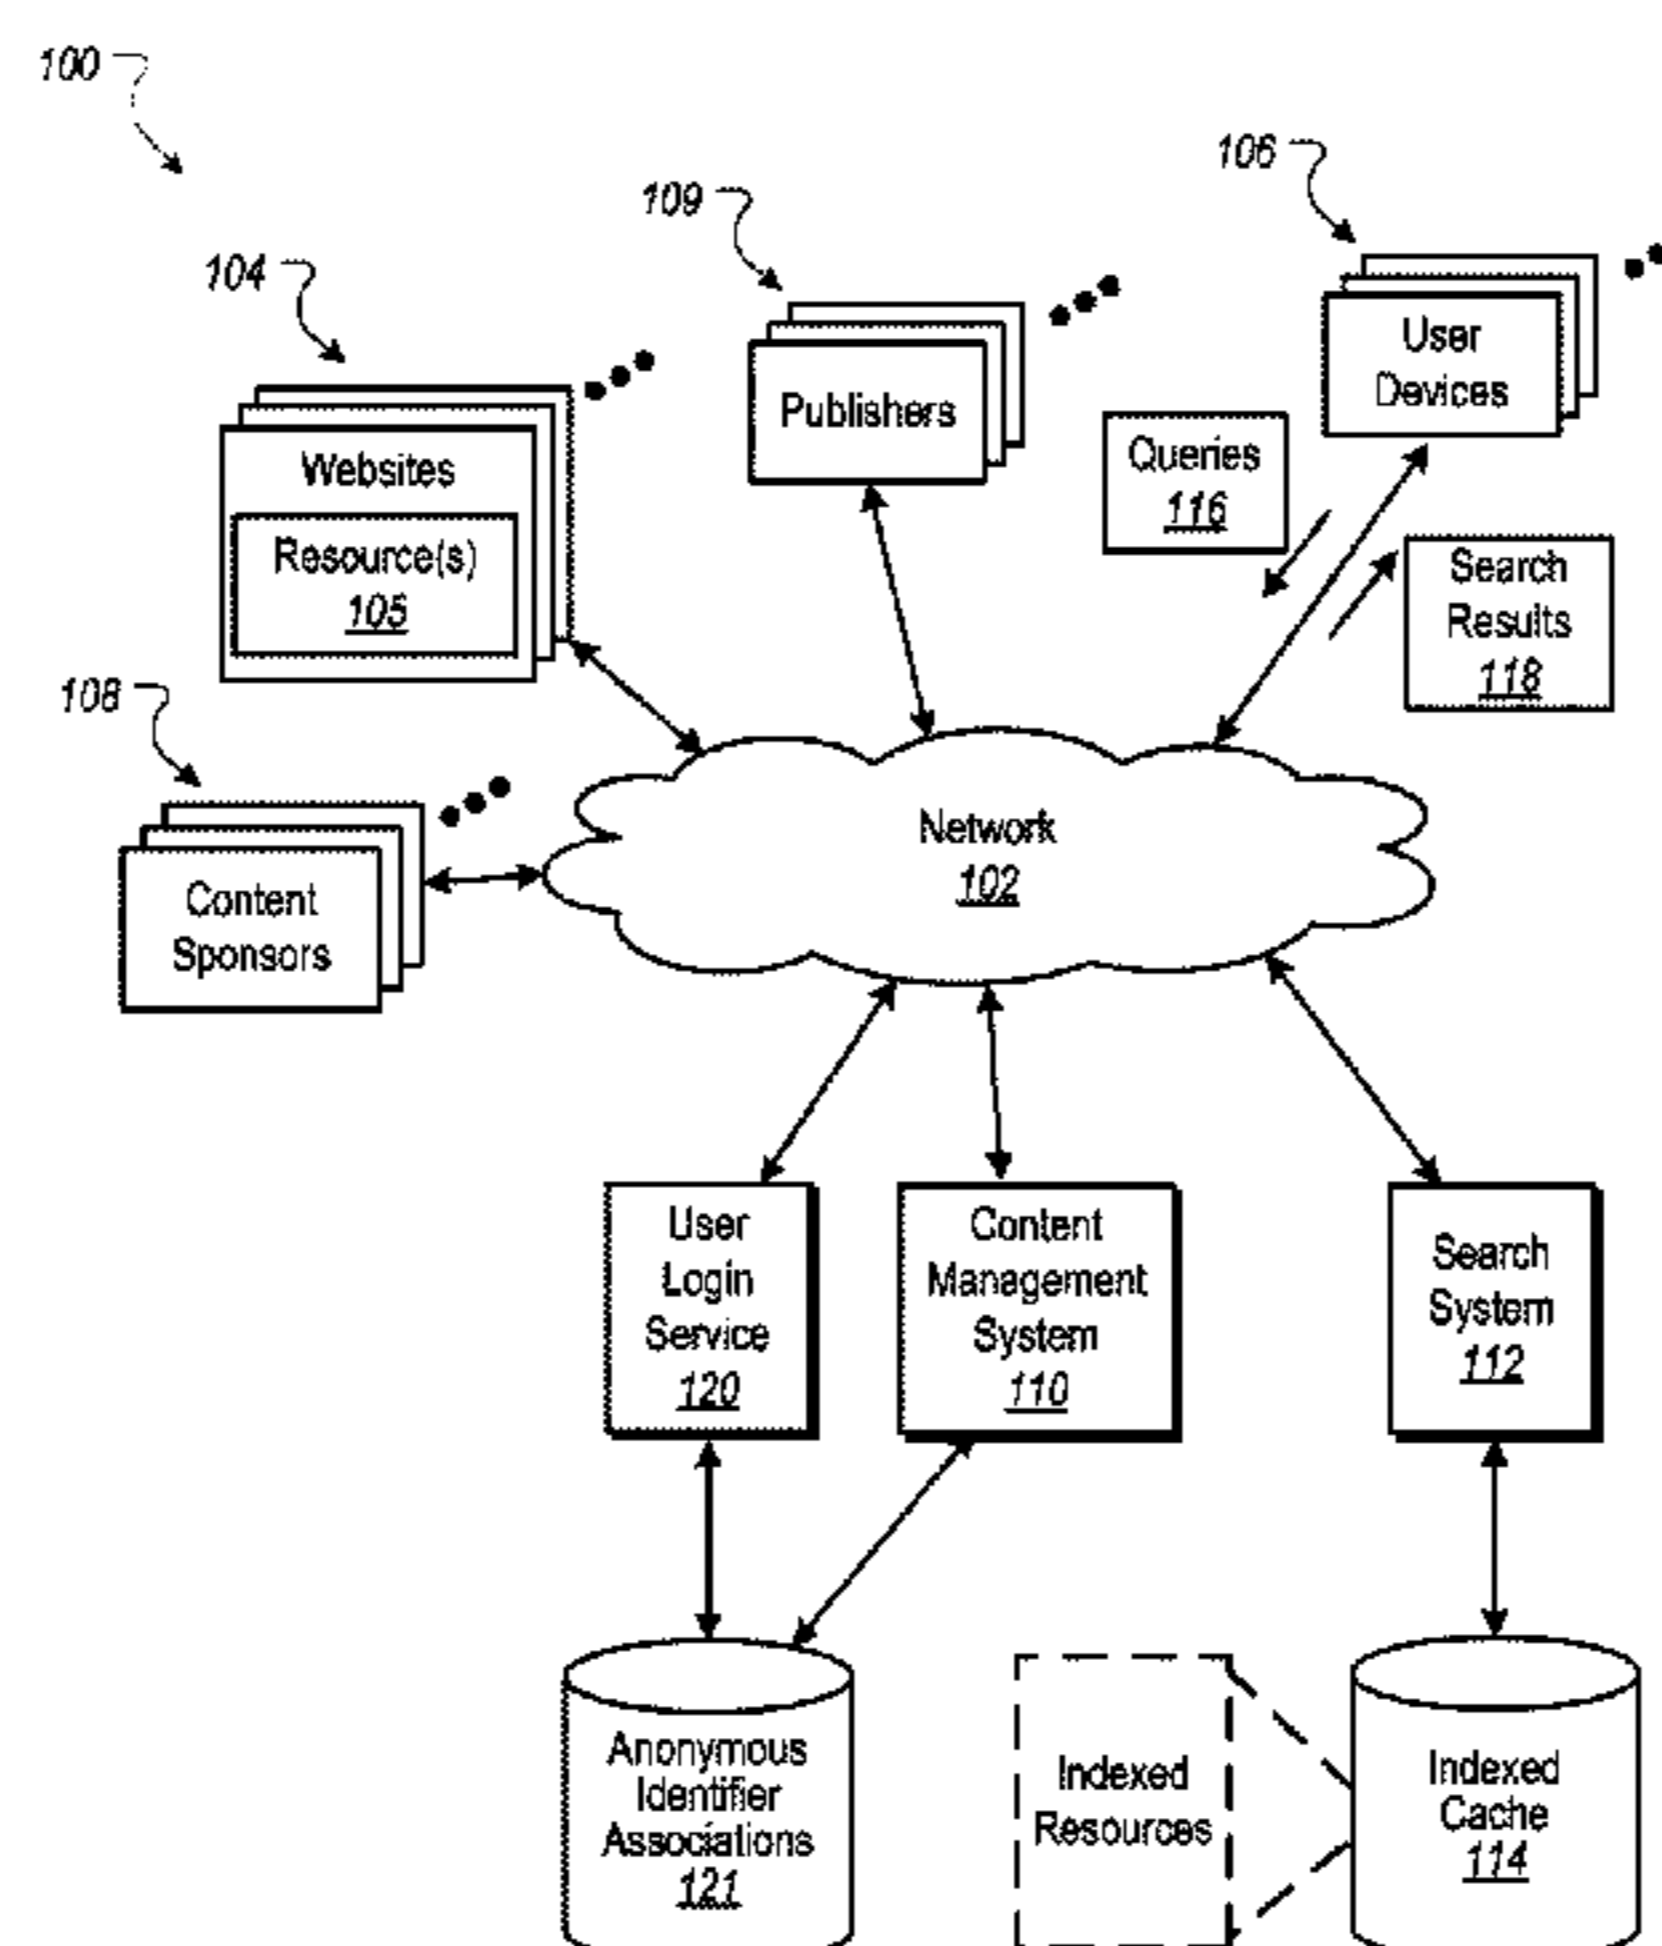 100
106
109
104
User
Devices
Publishers
Queries
116
Websites
Resource(s)
105
Search
Results
118
108
Network
102
Content
Sponsors
User
Login
Service
120
Content
Management
System
110
Search
System
112
Anonymous
Identifier
Associations
121
Indexed
Resources
Indexed
Cache
114